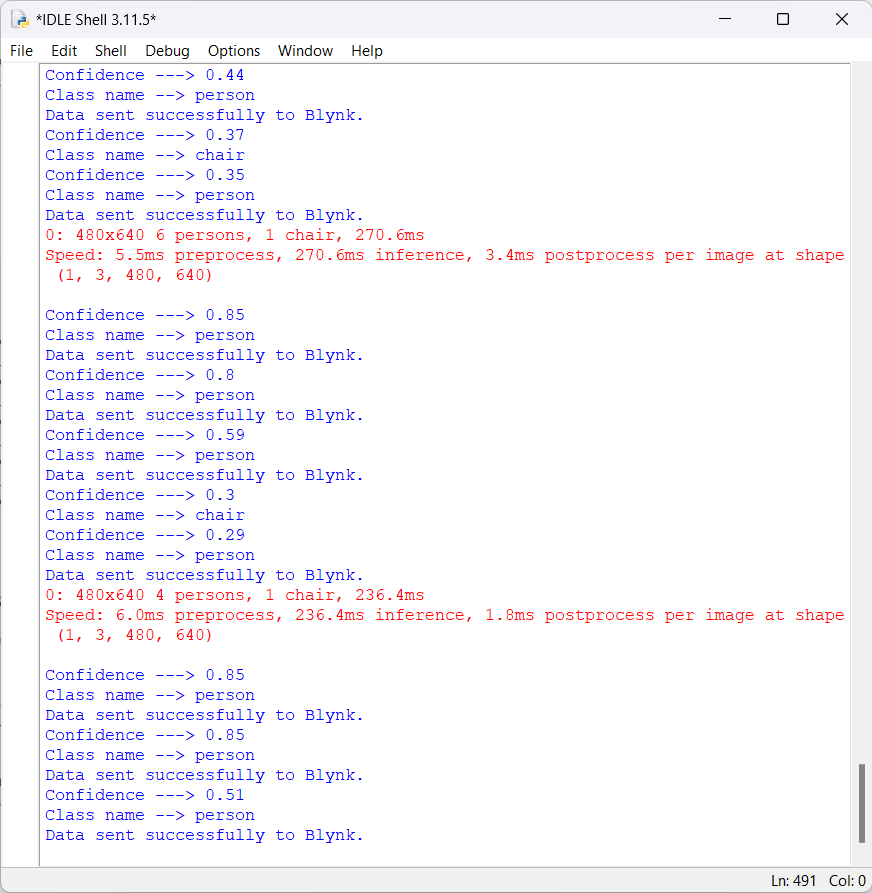 *IDLE Shell 3.11.5*
File Edit Shell Debug Options Window Help
Confidence ---> 0.44
Class name --> person
Data sent successfully to Blynk.
Confidence ---> 0.37
Class name --> chair
Confidence ---> 0.35
Class name --> person
Data sent successfully to Blynk.
0: 480x640 6 persons, 1 chair, 270.6ms
Speed: 5.5ms preprocess, 270.6ms inference, 3.4ms postprocess per image at shape
(1, 3, 480, 640)
Confidence ---> 0.85
Class name --> person
Data sent successfully to Blynk.
Confidence ---> 0.8
Class name --> person
Data sent successfully to Blynk.
Confidence ---> 0.59
Class name --> person
Data sent successfully to Blynk.
Confidence ---> 0.3
Class name --> chair
Confidence ---> 0.29
Class name --> person
Data sent successfully to Blynk.
0: 480x640 4 persons, 1 chair, 236.4ms
Speed: 6.0ms preprocess, 236.4ms inference, 1.8ms postprocess per image at shape
(1, 3, 480, 640)
Confidence ---> 0.85
Class name --> person
Data sent successfully to Blynk.
Confidence ---> 0.85
Class name --> person
Data sent successfully to Blynk.
Confidence ---> 0.51
Class name --> person
Data sent successfully to Blynk.
Ln: 491 Col: 0